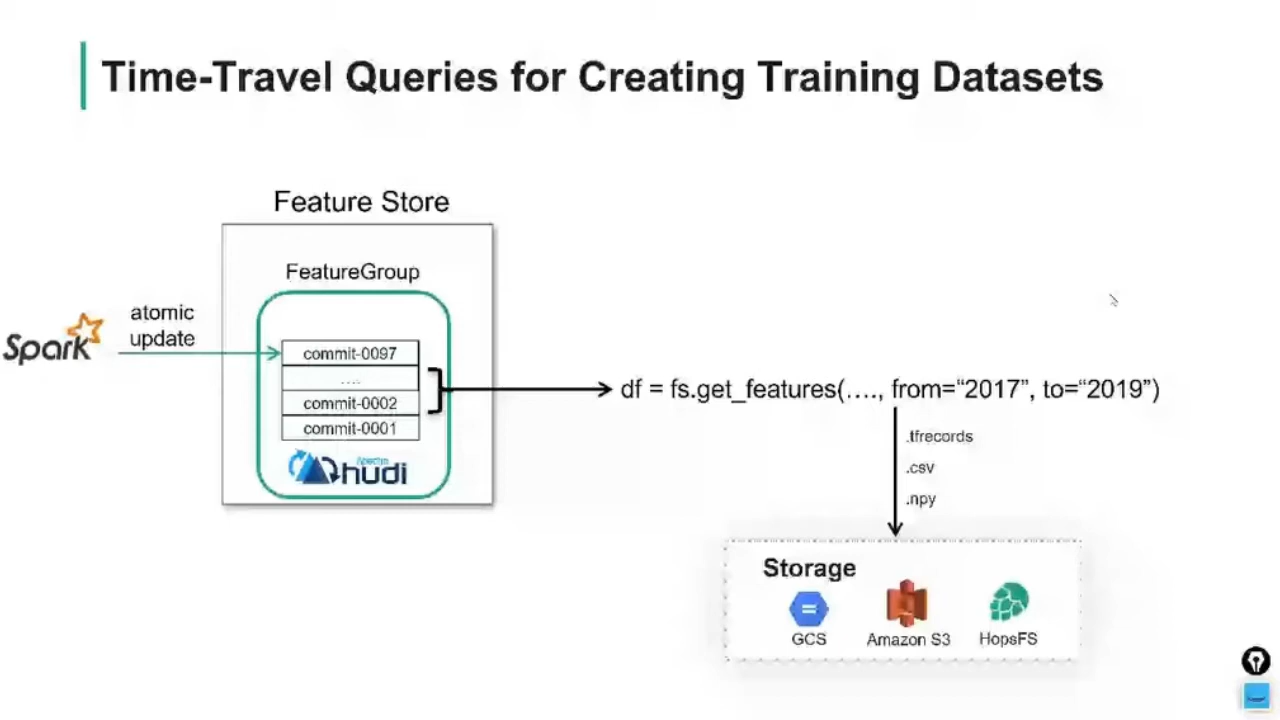 Time-Travel Queries for Creating Training Datasets
Feature Store
FeatureGroup
atomic
update
Spark
commit-0097
....
commit-0002
commit-0001
Apache
hudi
df = fs.get_features(…., from=“2017”, to=“2019”)
.tfrecords
.csv
.npy
Storage
GCS
Amazon S3
HopsFS